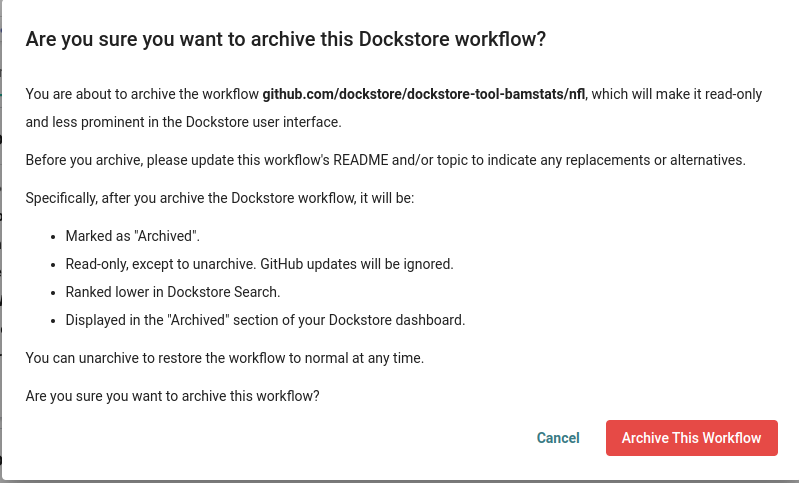 Are you sure you want to archive this Dockstore workflow?
You are about to archive the workflow github.com/dockstore/dockstore-tool-bamstats/nfl, which will make it read-only
and less prominent in the Dockstore user interface.
Before you archive, please update this workflow's README and/or topic to indicate any replacements or alternatives.
Specifically, after you archive the Dockstore workflow, it will be:
• Marked as "Archived".
• Read-only, except to unarchive. GitHub updates will be ignored.
• Ranked lower in Dockstore Search.
• Displayed in the "Archived" section of your Dockstore dashboard.
You can unarchive to restore the workflow to normal at any time.
Are you sure you want to archive this workflow?
Cancel
Archive This Workflow